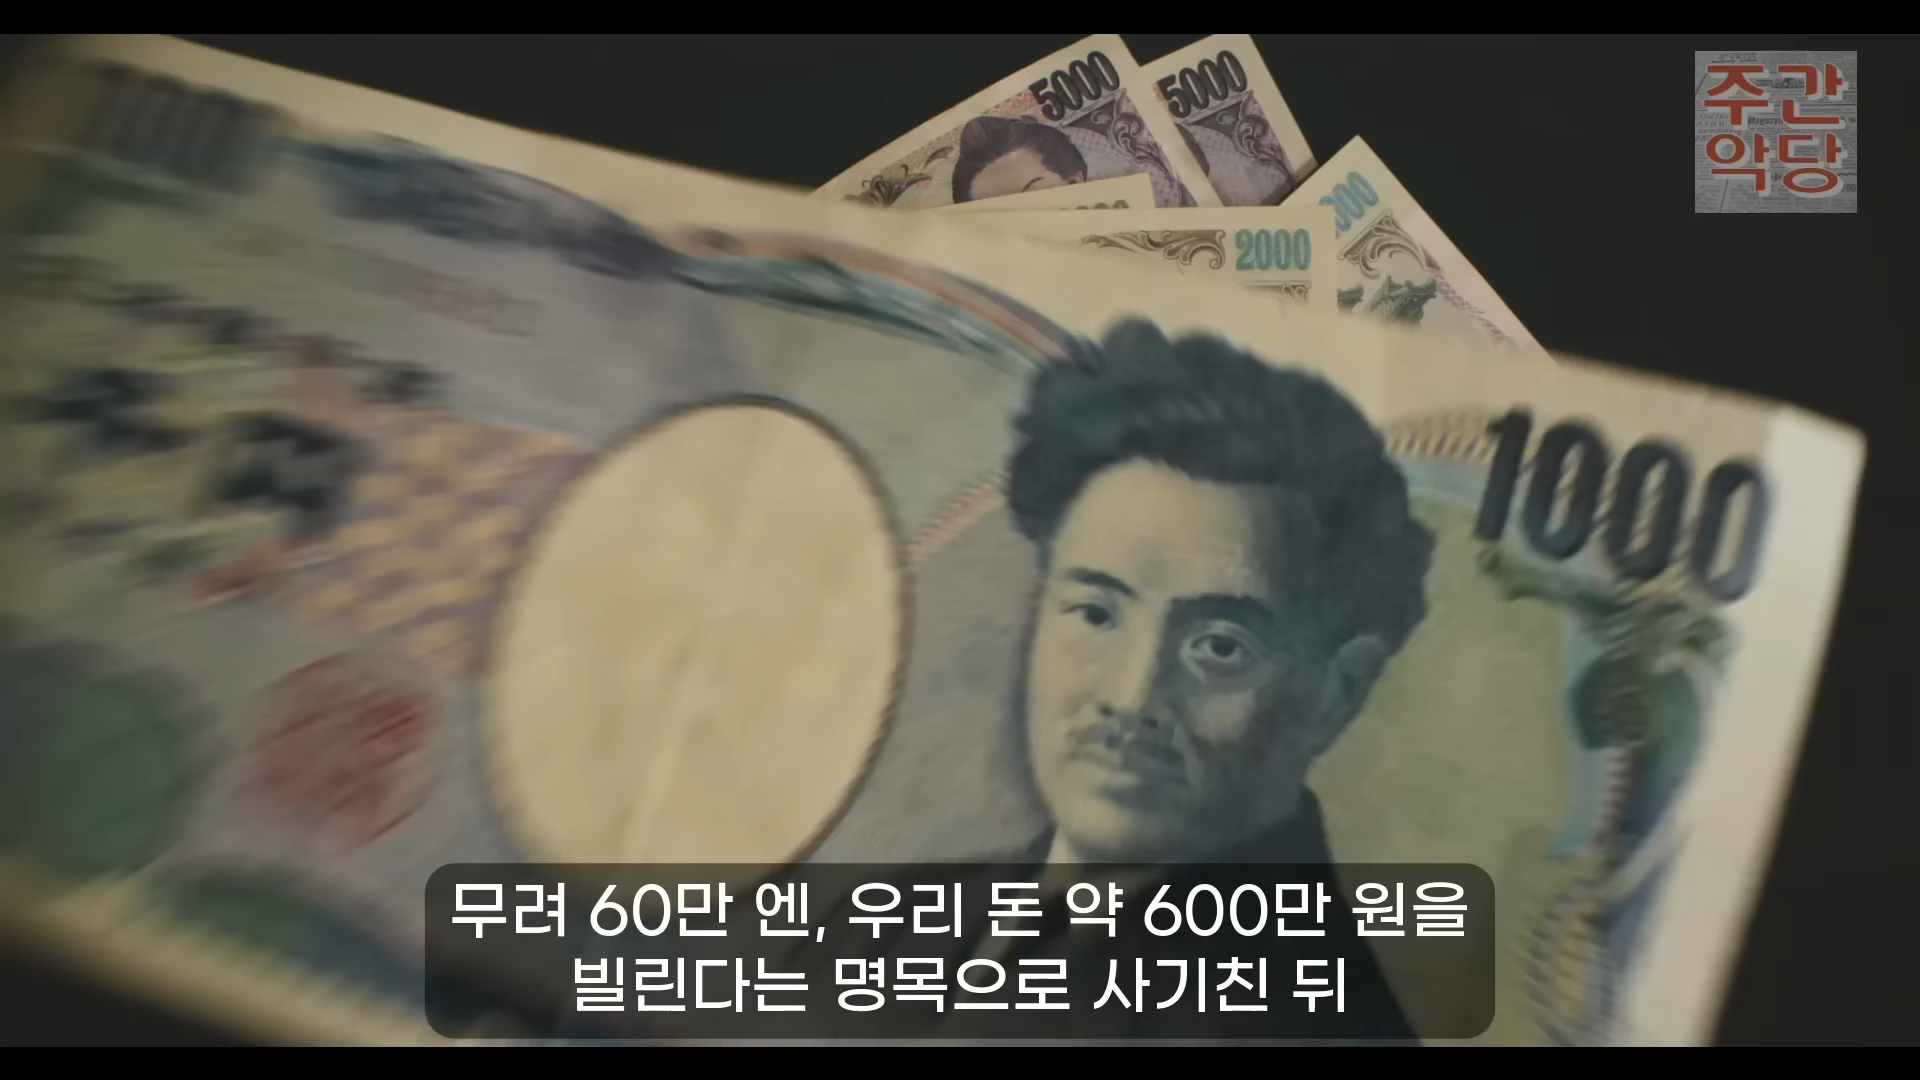 5000
5000
주간
악당
2000
1000
무려 60만 엔, 우리 돈 약 600만 원을
빌린다는 명목으로 사기친 뒤